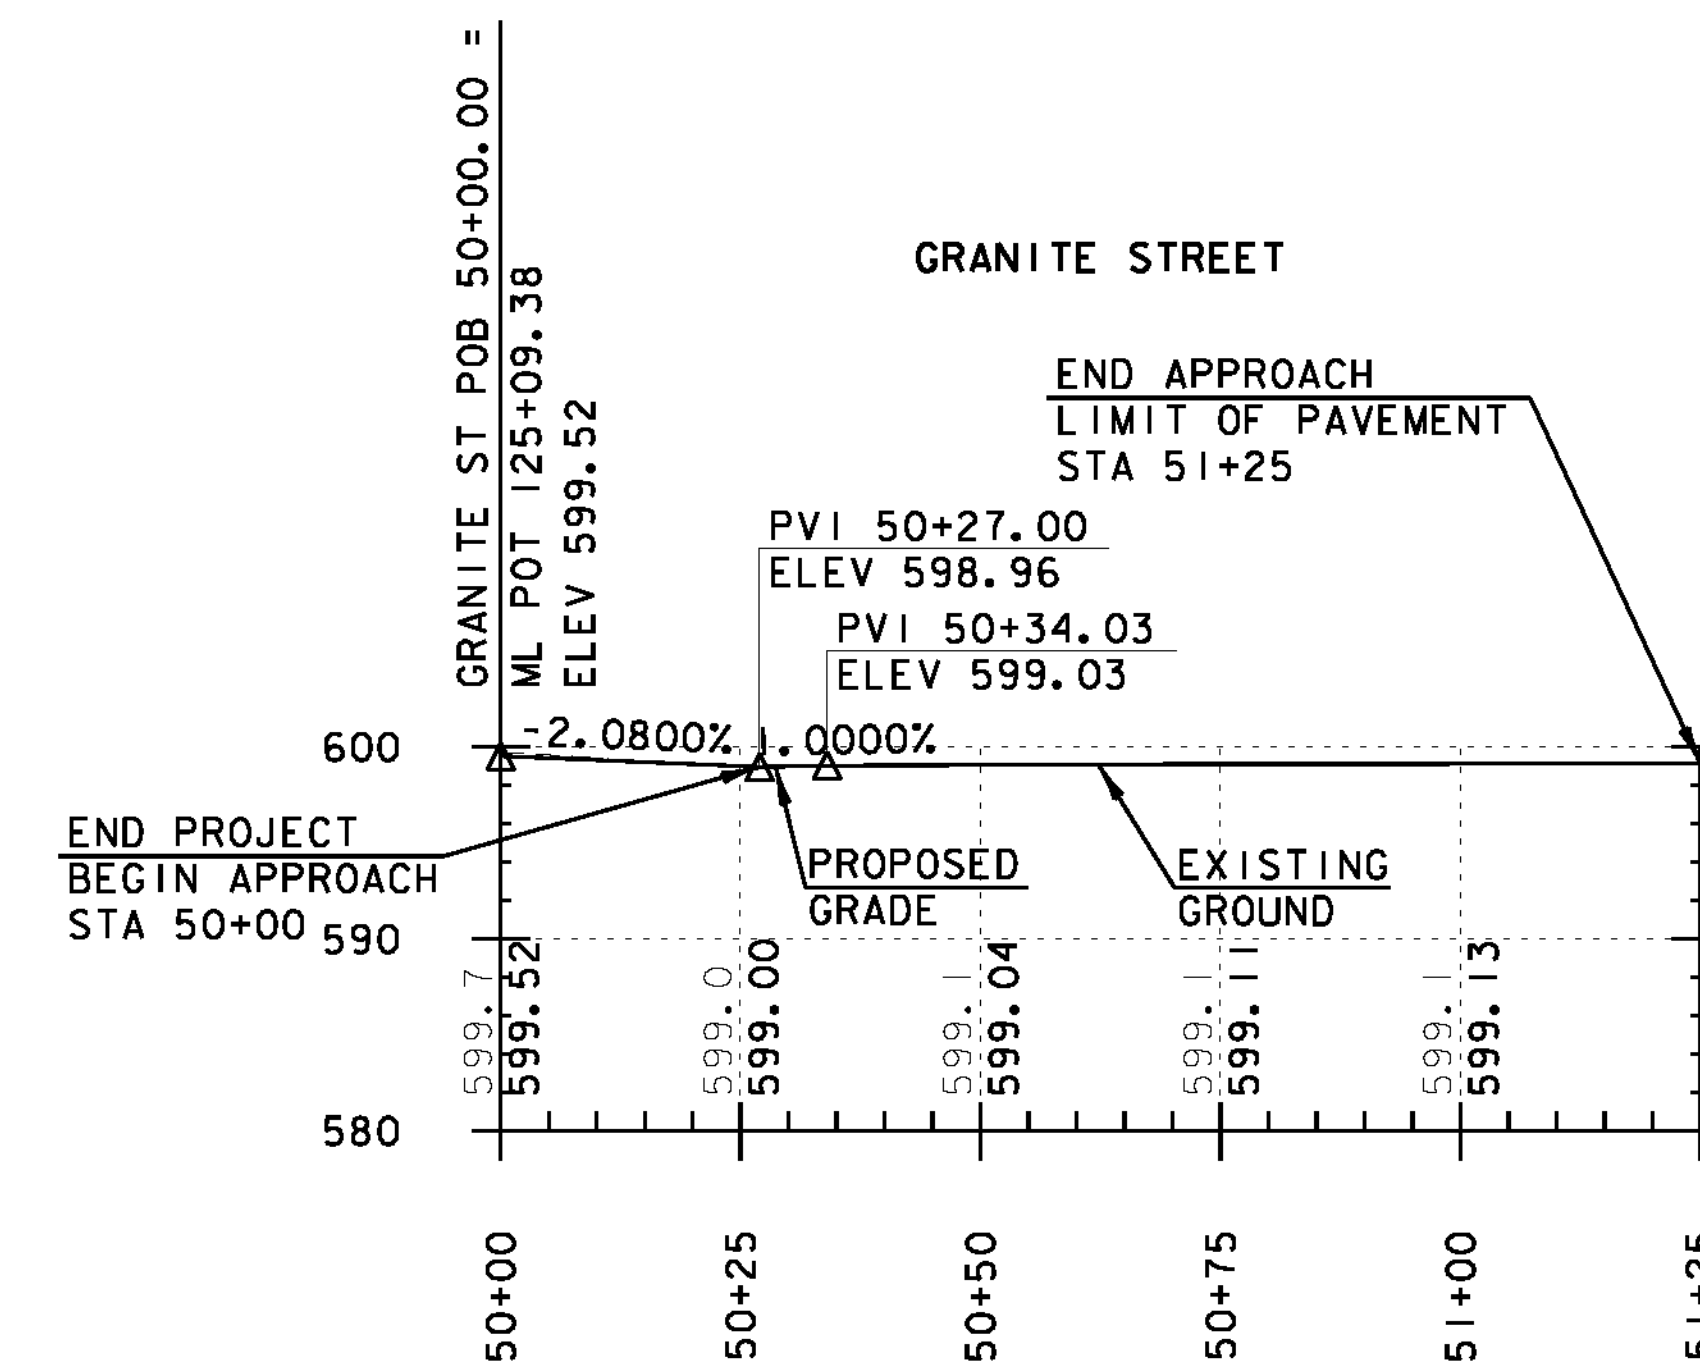 GRANITE ST POB 50+00.00 =
ML POT 125+09.38
ELEV 599.52
GRANITE STREET
END APPROACH
LIMIT OF PAVEMENT
STA 51+25
PVI 50+27.00
ELEV 598.96
PVI 50+34.03
ELEV 599.03
-2.0800%
1.0000%
600
END PROJECT
BEGIN APPROACH
STA 50+00
PROPOSED
GRADE
EXISTING
GROUND
590
599.7
599.52
599.0
599.00
599.1
599.04
599.1
599.11
599.1
599.13
580
50+00
50+25
50+50
50+75
51+00
51+25